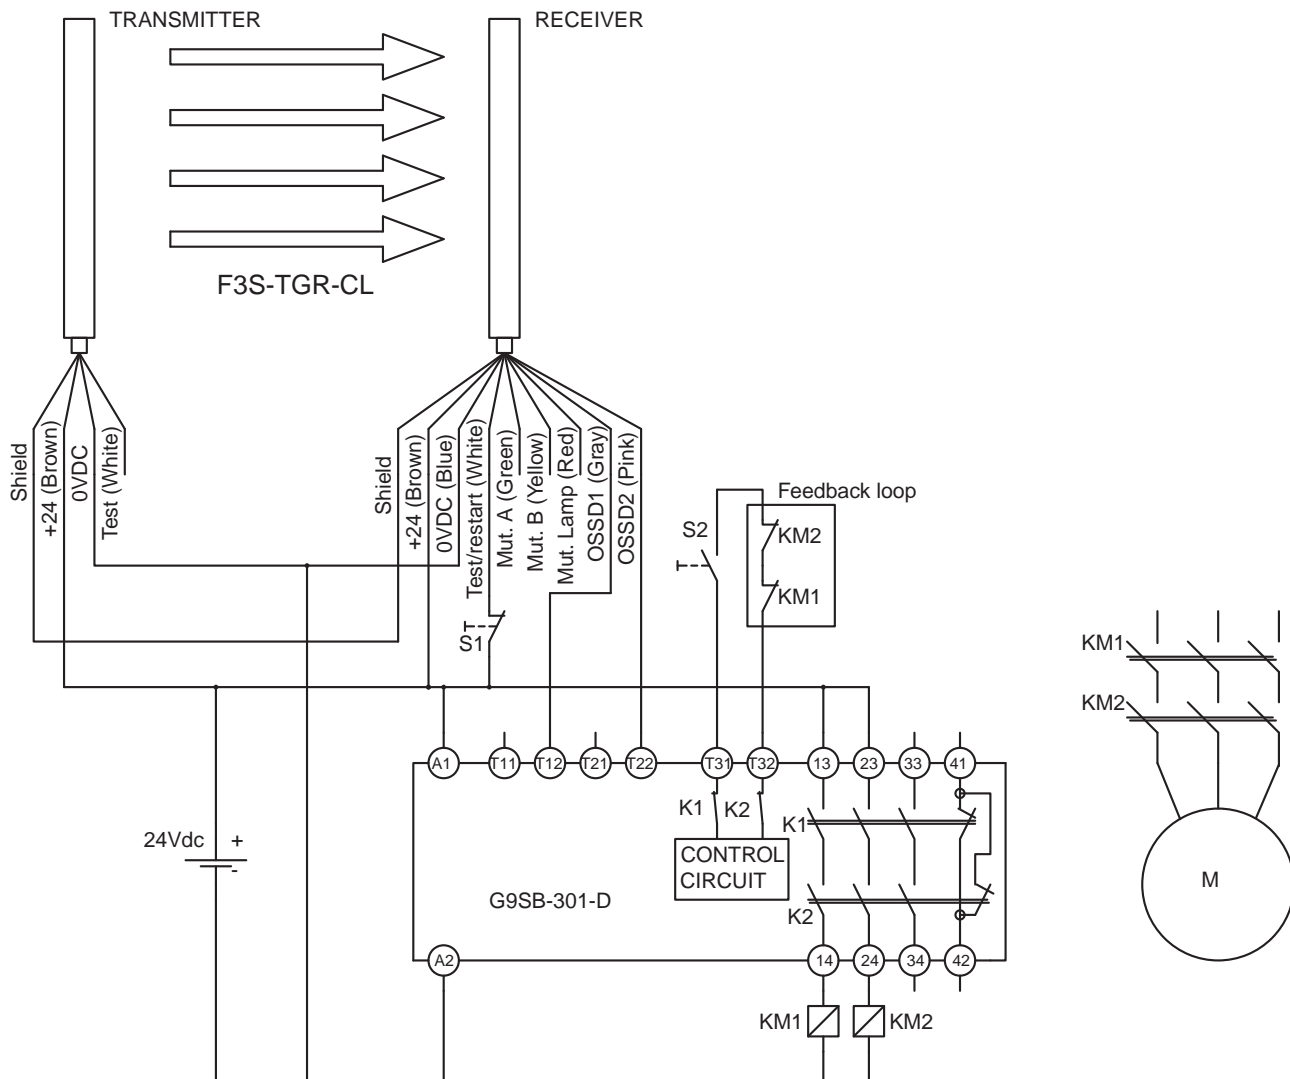 TRANSMITTER
RECEIVER
F3S-TGR-CL
Shield
+24 (Brown)
0VDC
Test (White)
Shield
+24 (Brown)
0VDC (Blue)
Test/restart (White)
Mut. A (Green)
Mut. B (Yellow)
Mut. Lamp (Red)
OSSD1 (Gray)
OSSD2 (Pink)
Feedback loop
S2
KM2
KM1
S1
KM1
KM2
M
A1
T11
T12
T21
T22
T31
T32
13
23
33
41
K1
K2
K1
CONTROL
CIRCUIT
24Vdc
+
-
G9SB-301-D
K2
A2
14
24
34
42
KM1
KM2